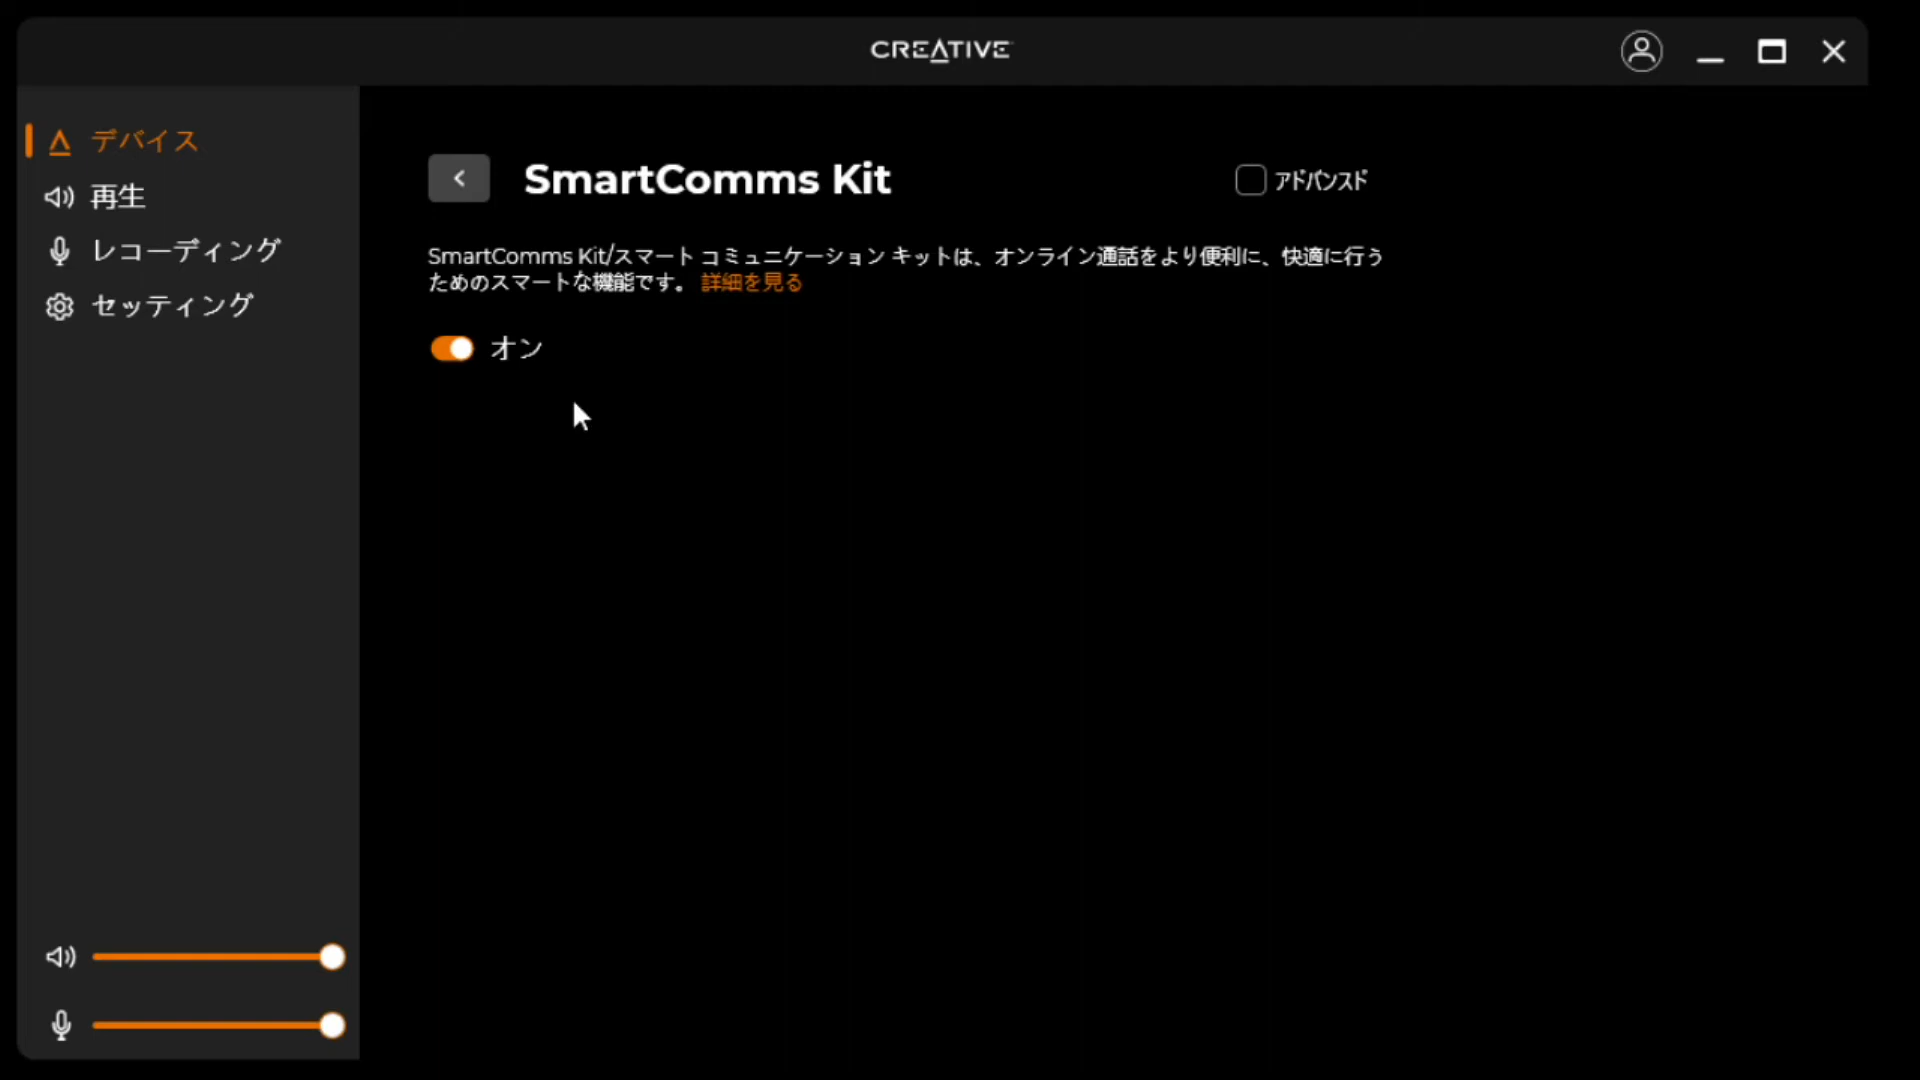 CREATIVE
デバイス
再生
レコーディング
セッティング
SmartComms Kit
アドバンスド
SmartComms Kit/スマート コミュニケーション キットは、オンライン通話をより便利に、快適に行う
ためのスマートな機能です。 詳細を見る
オン